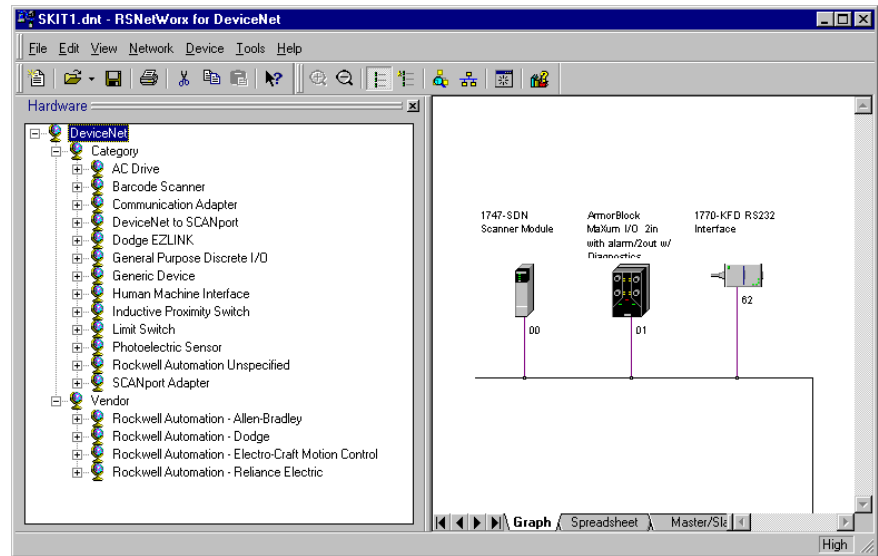 SKIT1.dnt - RSNetWorx for DeviceNet
File Edit View Network Device Tools Help
Hardware
DeviceNet
Category
AC Drive
Barcode Scanner
Communication Adapter
DeviceNet to SCANport
Dodge EZLINK
General Purpose Discrete I/O
Generic Device
Human Machine Interface
Inductive Proximity Switch
Limit Switch
Photoelectric Sensor
Rockwell Automation Unspecified
SCANport Adapter
Vendor
Rockwell Automation - Allen-Bradley
Rockwell Automation - Dodge
Rockwell Automation - Electro-Craft Motion Control
Rockwell Automation - Reliance Electric
1747-SDN
Scanner Module
00
ArmorBlock
MaXum I/O 2in
with alarm/2out w/
Diagnostics
01
1770-KFD RS232
Interface
62
Graph Spreadsheet Master/Sla
High